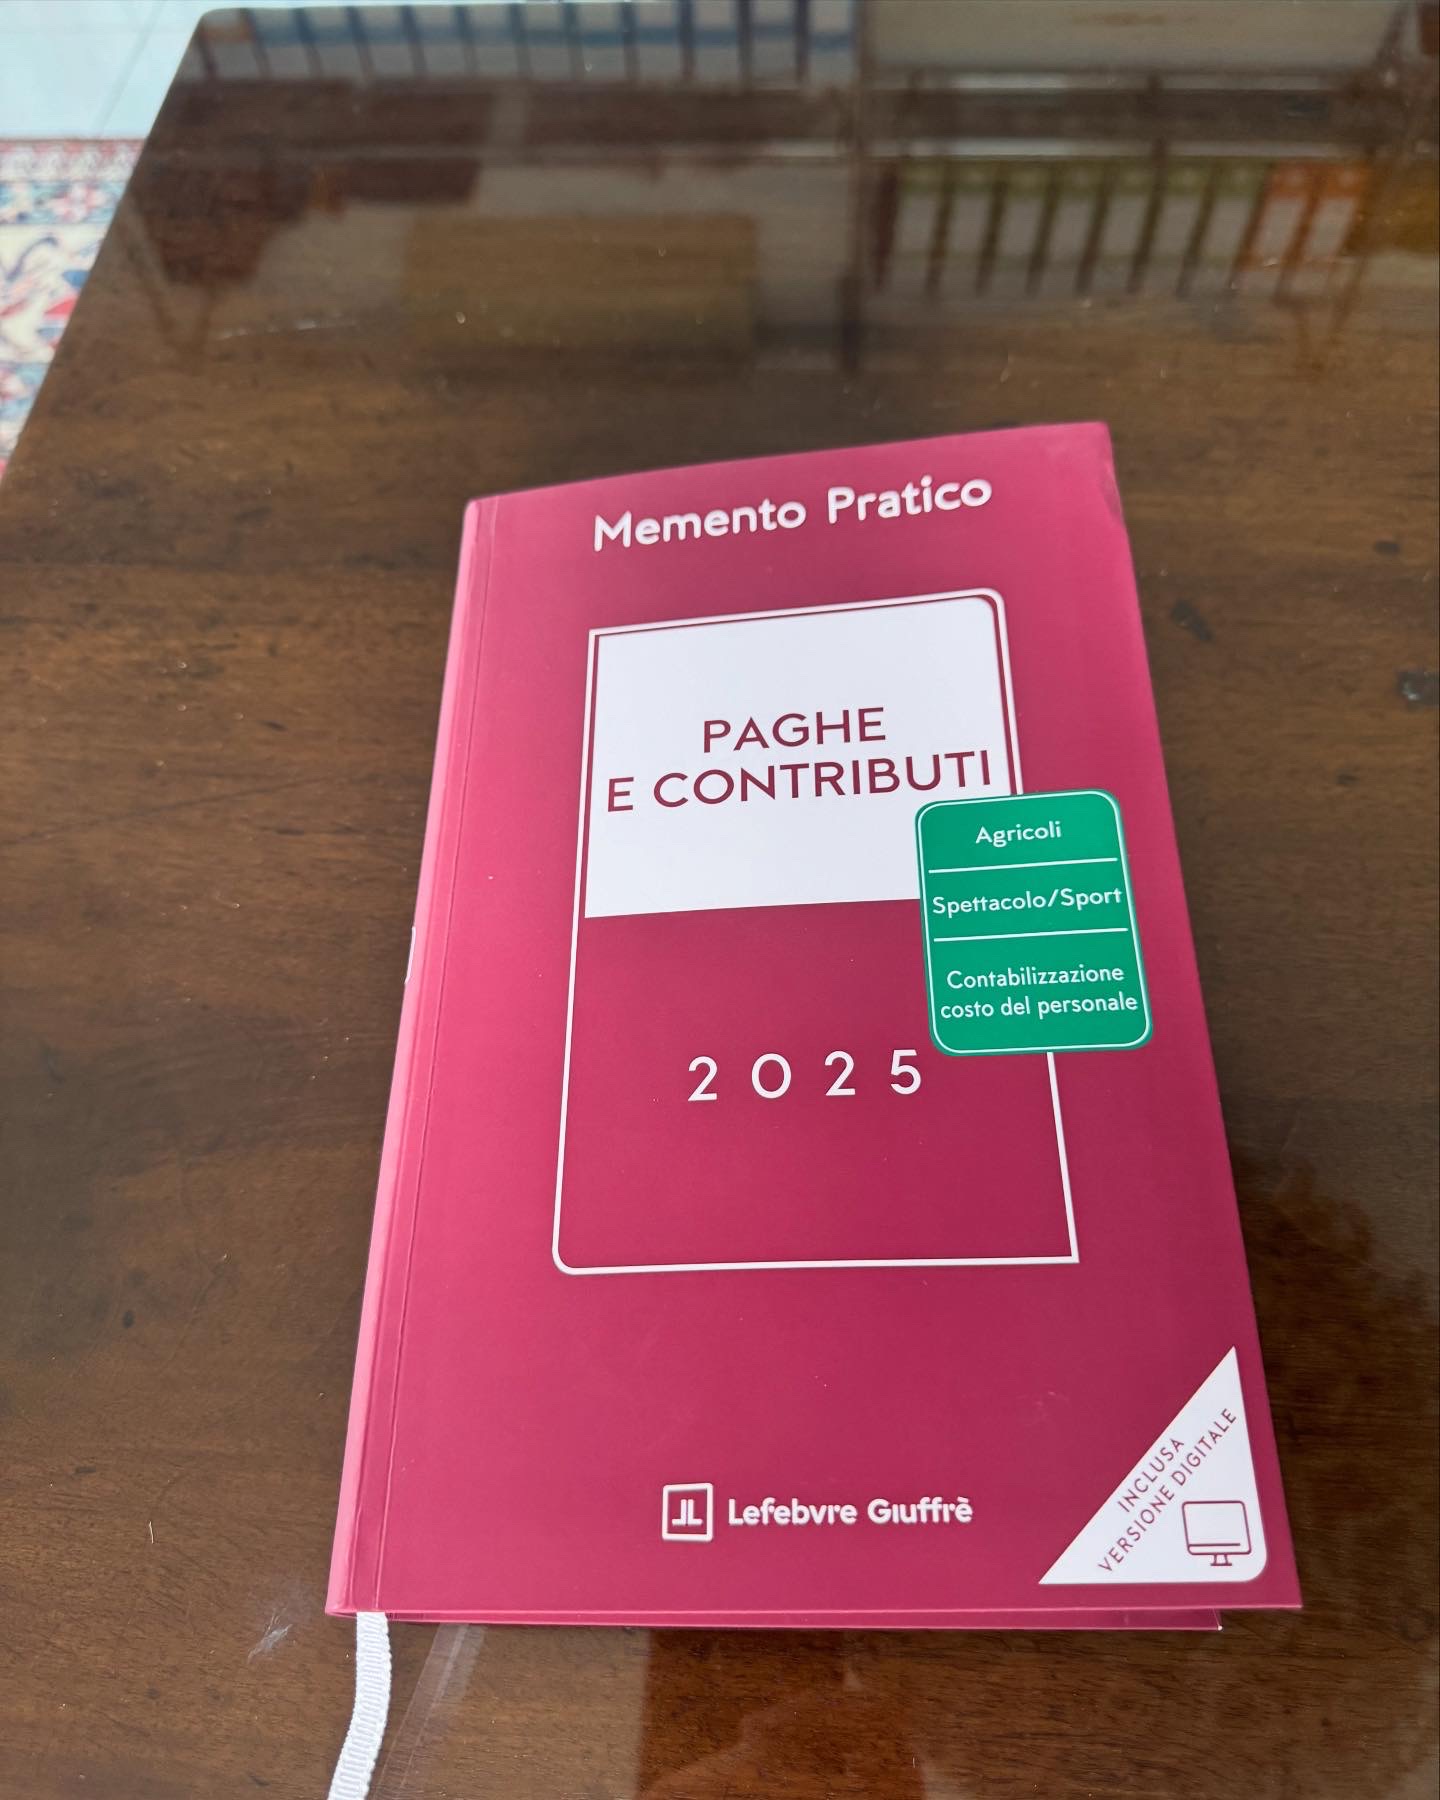 Memento Pratico
PAGHE
E CONTRIBUTI
Agricoli
Spettacolo/Sport
Contabilizzazione
costo del personale
2025
Lefebvre Giuffrè
INCLUSA
VERSIONE DIGITALE